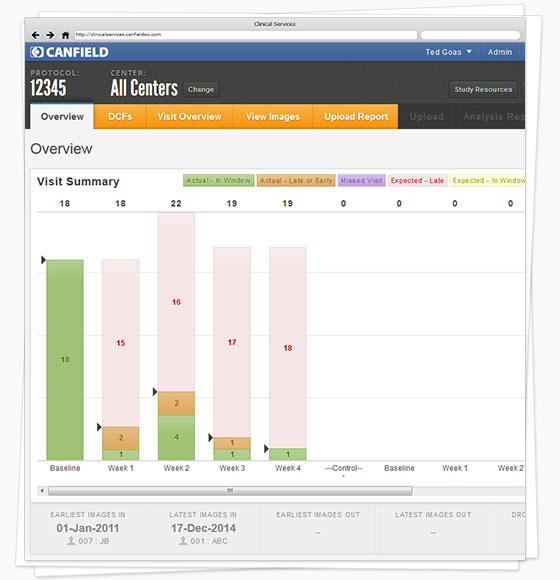 Clinical Services
http://clinicalservices.canfieldsci.com
CANFIELD
Ted Goas
Admin
PROTOCOL:
12345
CENTER:
All Centers
Change
Study Resources
Overview
DCFs
Visit Overview
View Images
Upload Report
Upload
Analysis Rep
Overview
Visit Summary
Actual - In Window
Actual - Late or Early
Missed Visit
Expected - Late
Expected - In Window
18 18 22 19 19 0 0 0 0
18
15
2
1
16
2
4
17
1
1
18
1
Baseline Week 1 Week 2 Week 3 Week 4 ---Control--- Baseline Week 1 Week 2
EARLIEST IMAGES IN
01-Jan-2011
007 : JB
LATEST IMAGES IN
17-Dec-2014
001 : ABC
EARLIEST IMAGES OUT
–
LATEST IMAGES OUT
–
DRO